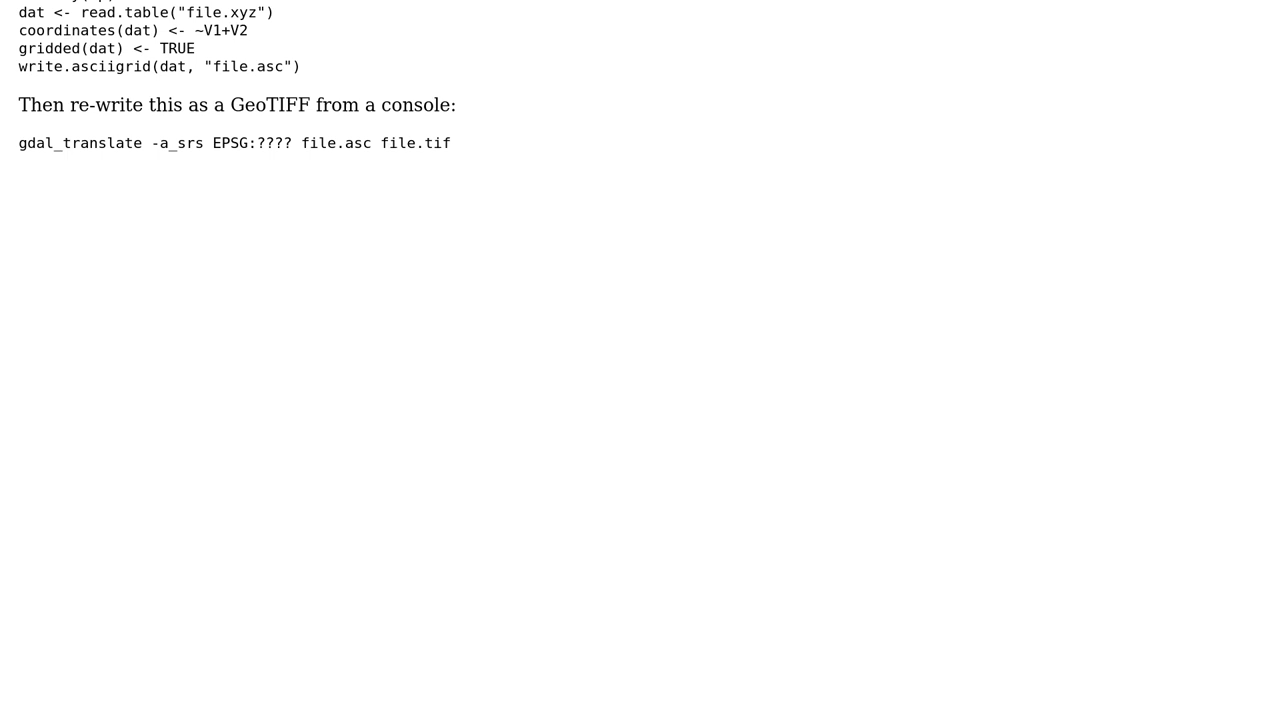 dat <- read.table("file.xyz")
coordinates(dat) <- ~V1+V2
gridded(dat) <- TRUE
write.asciigrid(dat, "file.asc")
Then re-write this as a GeoTIFF from a console:
gdal_translate -a_srs EPSG:???? file.asc file.tif